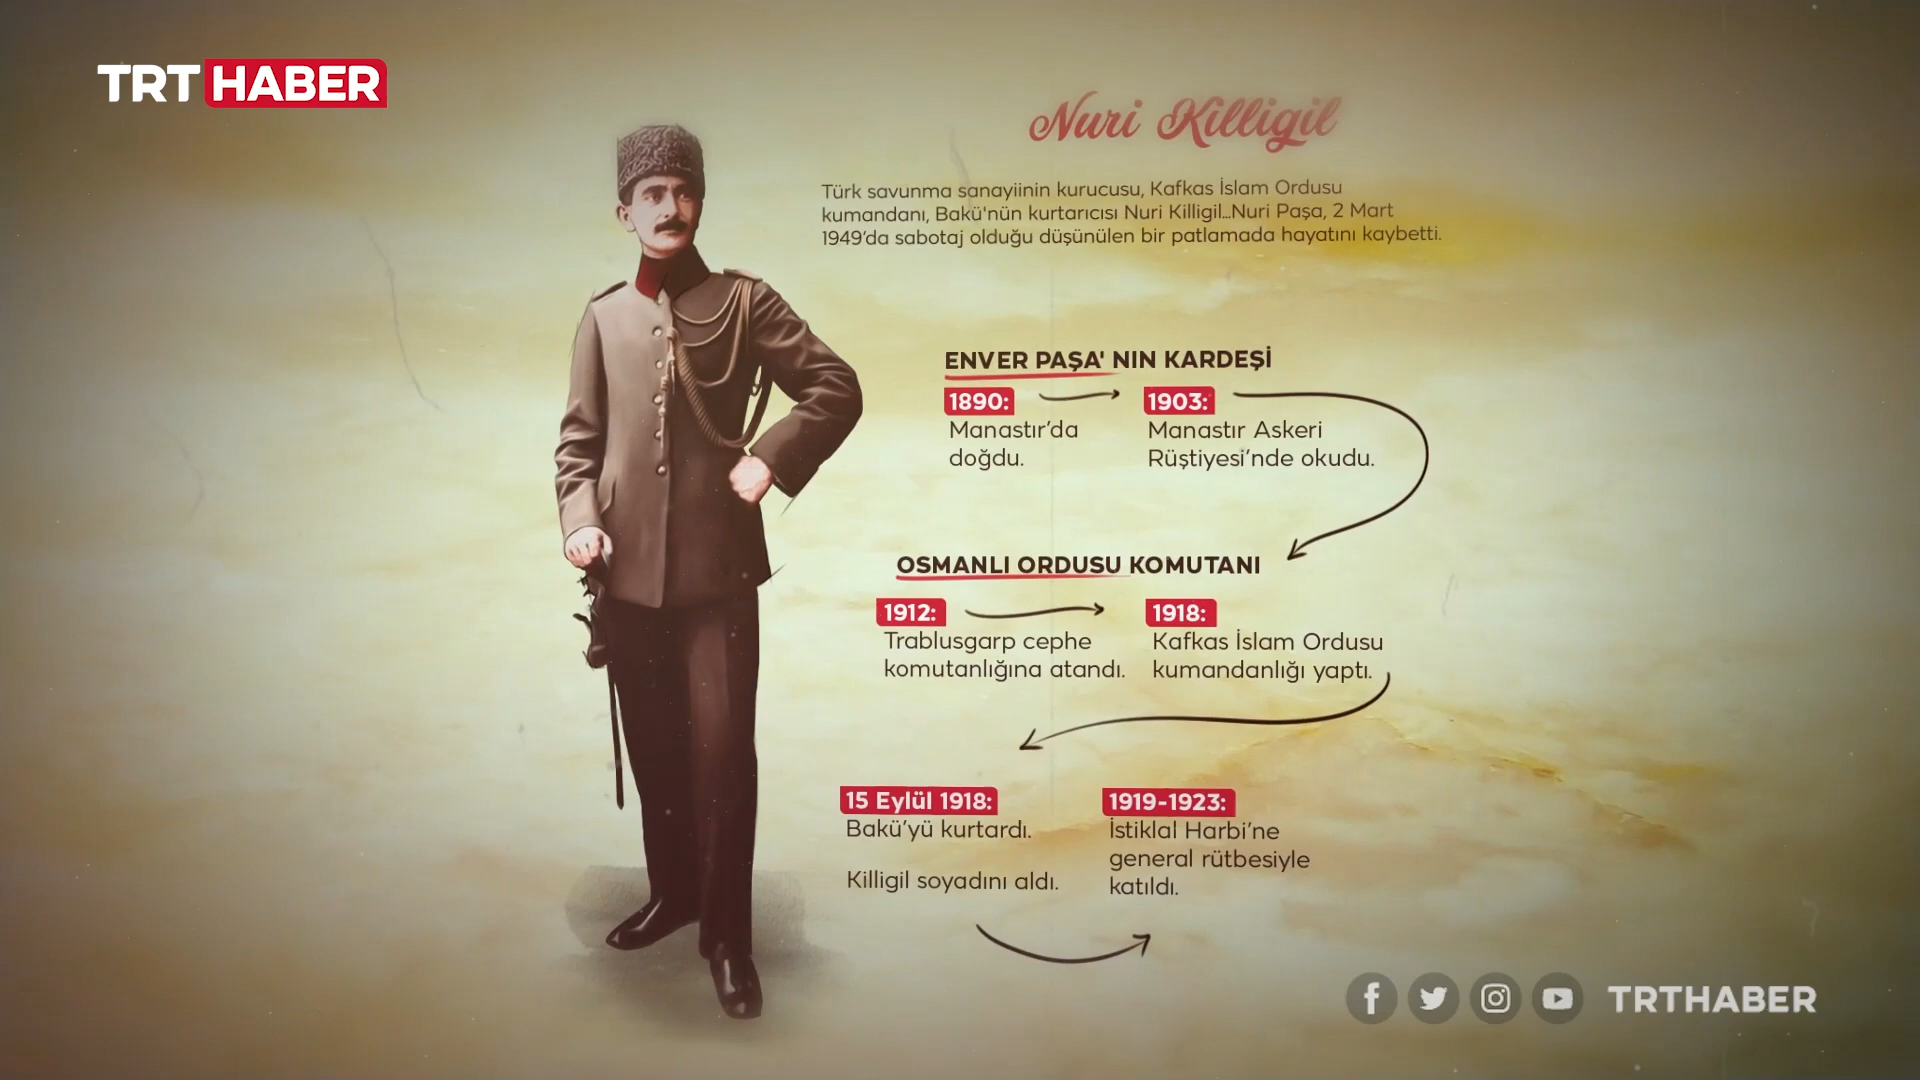 TRT HABER
Nuri Killigil
Türk savunma sanayiinin kurucusu, Kafkas İslam Ordusu
kumandanı, Bakü'nün kurtarıcısı Nuri Killigil...Nuri Paşa, 2 Mart
1949'da sabotaj olduğu düşünülen bir patlamada hayatını kaybetti.
ENVER PAŞA' NIN KARDEŞİ
1890:
Manastır'da
doğdu.
1903:
Manastır Askeri
Rüştiyesi'nde okudu.
OSMANLI ORDUSU KOMUTANI
1912:
Trablusgarp cephe
komutanlığına atandı.
1918:
Kafkas İslam Ordusu
kumandanlığı yaptı.
15 Eylül 1918:
Bakü'yü kurtardı.
Killigil soyadını aldı.
1919-1923:
İstiklal Harbi'ne
general rütbesiyle
katıldı.
TRTHABER